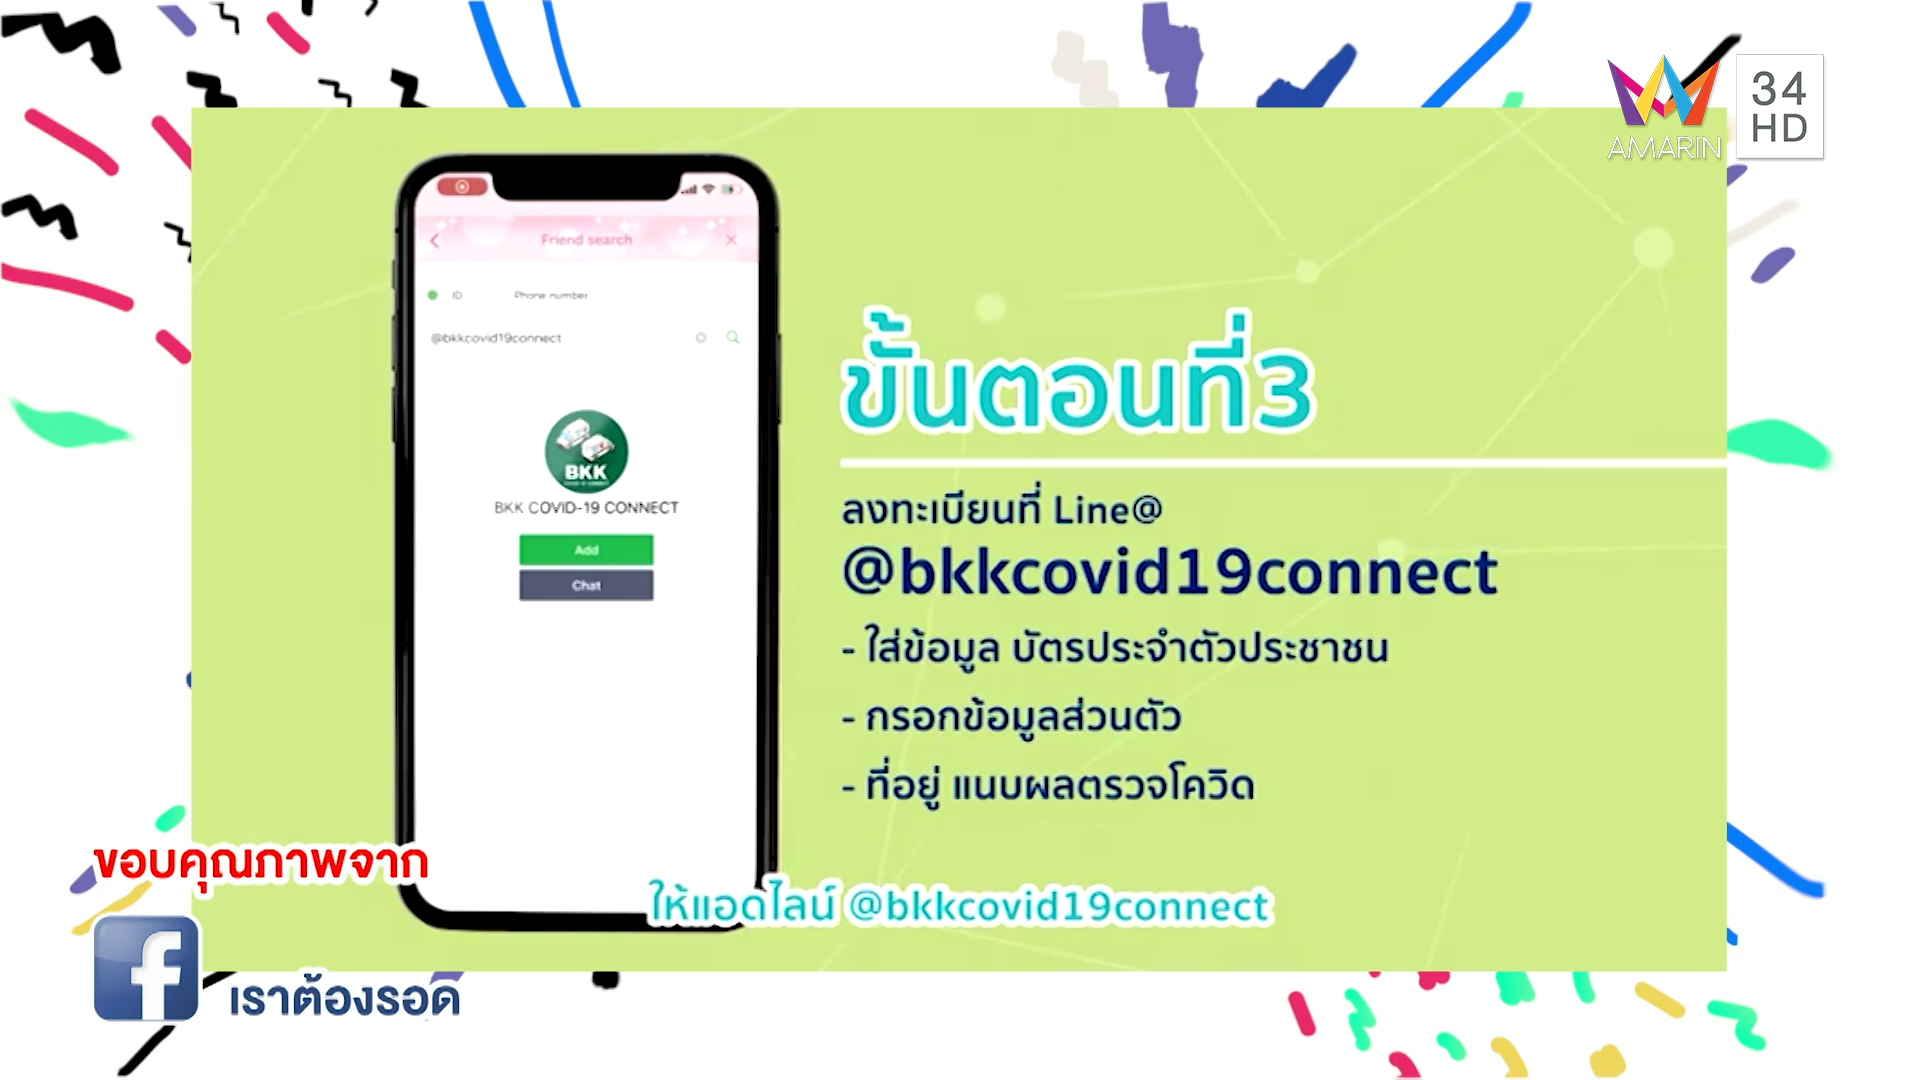 AMARIN
34
HD
Friend search
ID
Phone number
@bkkcovid19connect
BKK
BKK COVID-19 CONNECT
Add
Chat
ขั้นตอนที่3
ลงทะเบียนที่ Line@
@bkkcovid19connect
- ใส่ข้อมูล บัตรประจำตัวประชาชน
- กรอกข้อมูลส่วนตัว
- ที่อยู่ แนบผลตรวจโควิด
ขอบคุณภาพจาก
ให้แอดไลน์ @bkkcovid19connect
เราต้องรอด